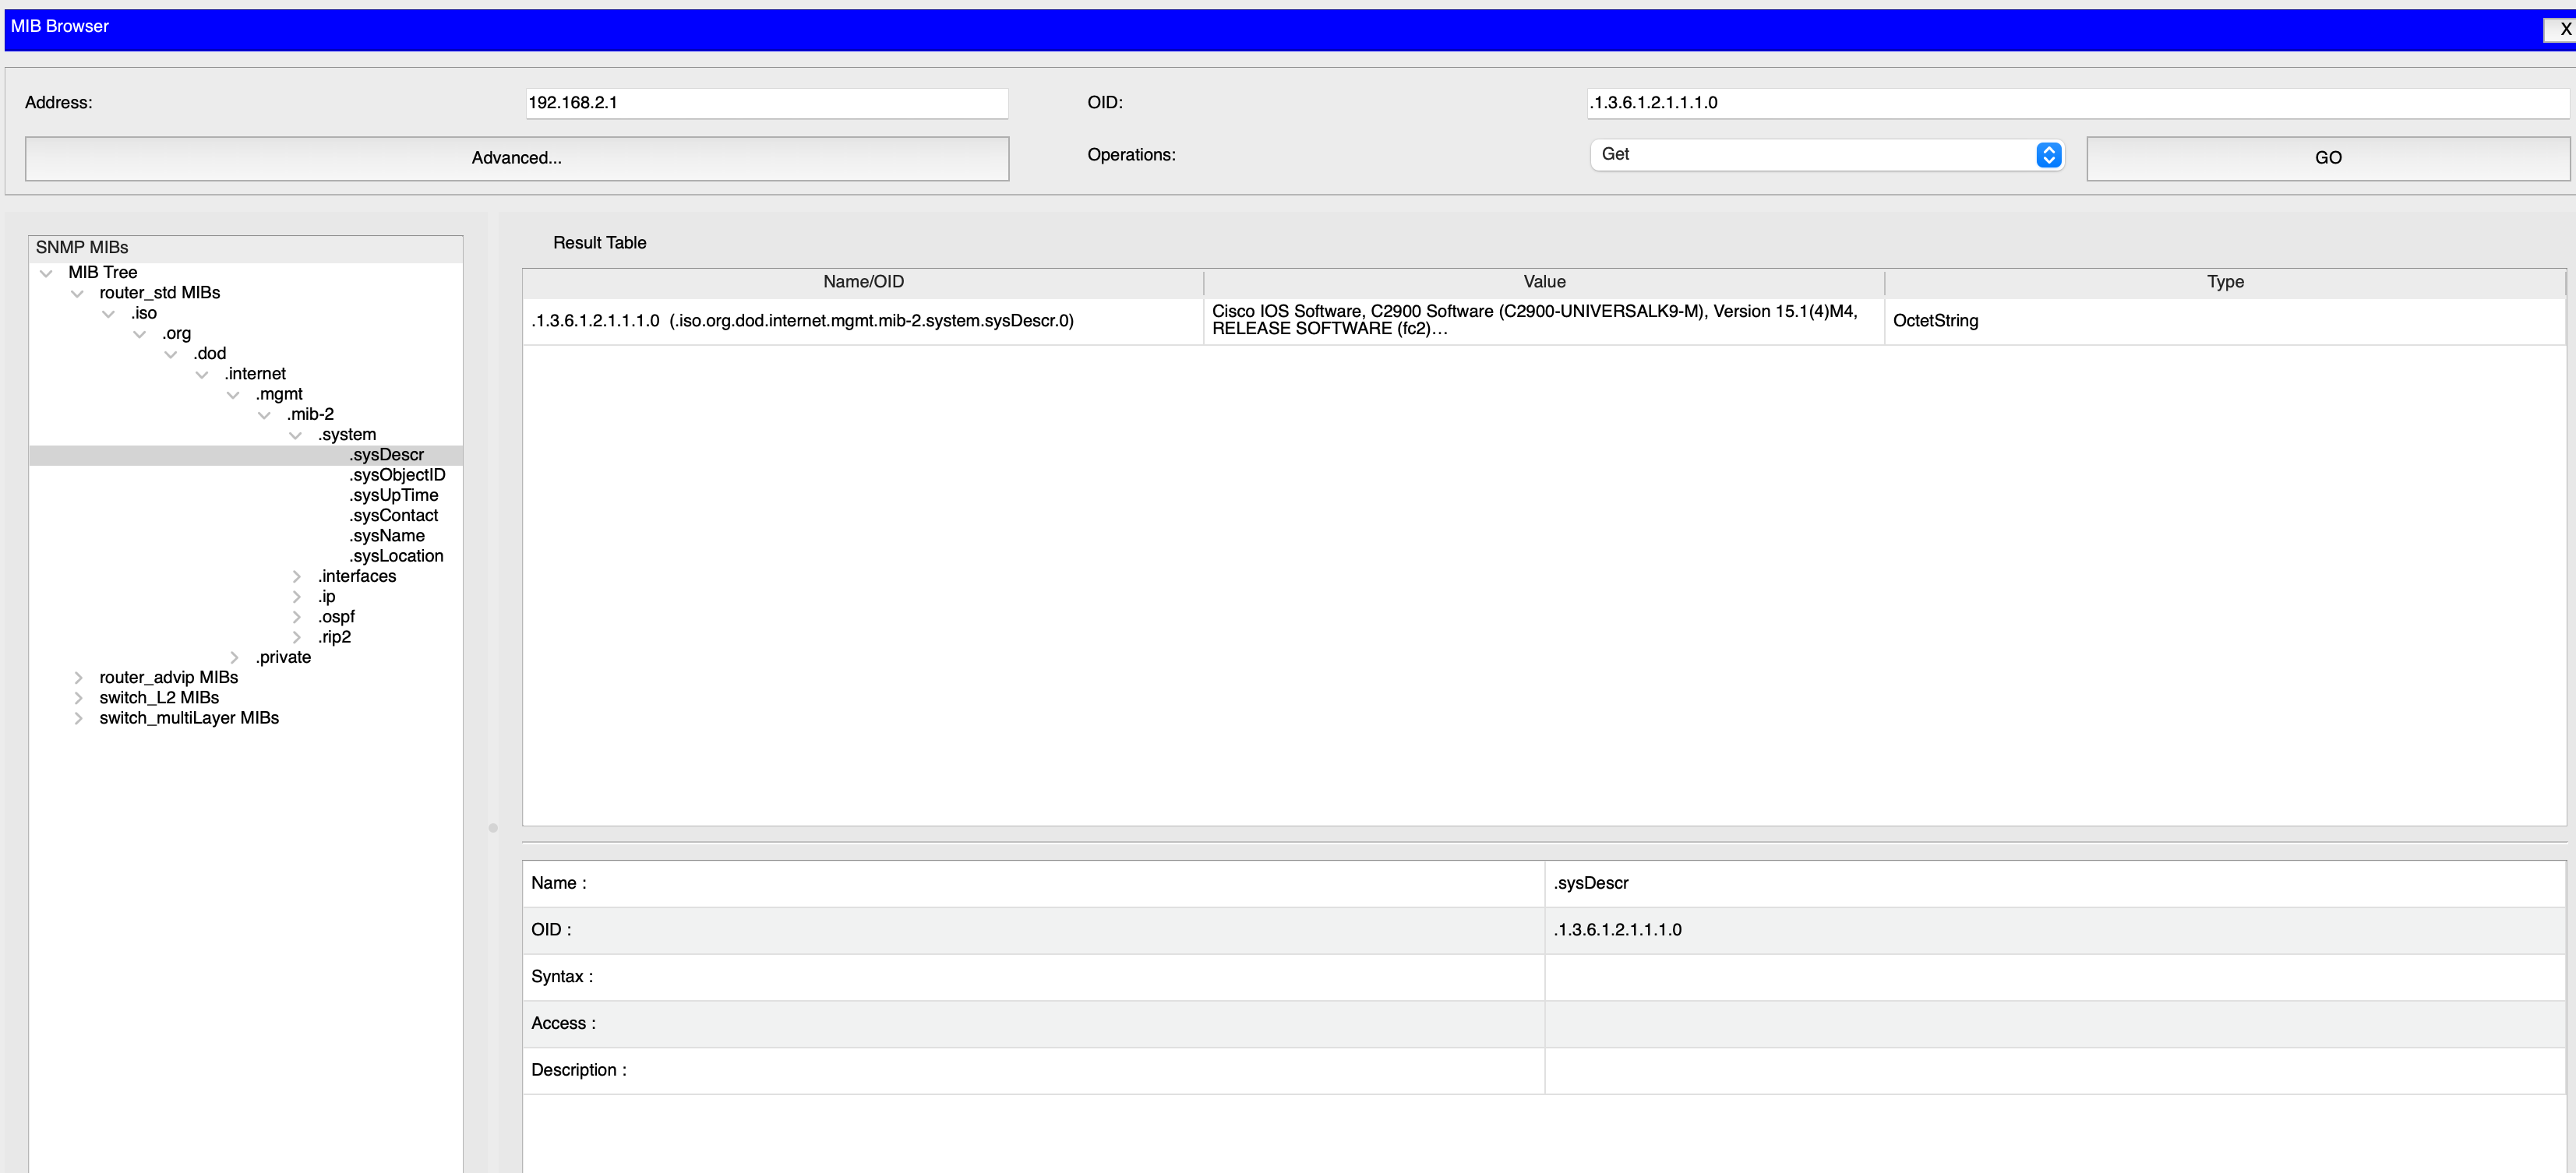 MIB Browser
X
Address:
192.168.2.1
OID:
.1.3.6.1.2.1.1.1.0
Advanced...
Operations:
Get
GO
SNMP MIBs
MIB Tree
router_std MIBs
.iso
.org
.dod
.internet
.mgmt
.mib-2
.system
.sysDescr
.sysObjectID
.sysUpTime
.sysContact
.sysName
.sysLocation
.interfaces
.ip
.ospf
.rip2
.private
router_advip MIBs
switch_L2 MIBs
switch_multiLayer MIBs
Result Table
Name/OID
Value
Type
.1.3.6.1.2.1.1.1.0 (.iso.org.dod.internet.mgmt.mib-2.system.sysDescr.0)
Cisco IOS Software, C2900 Software (C2900-UNIVERSALK9-M), Version 15.1(4)M4,
RELEASE SOFTWARE (fc2)...
OctetString
Name :
.sysDescr
OID :
.1.3.6.1.2.1.1.1.0
Syntax :
Access :
Description :